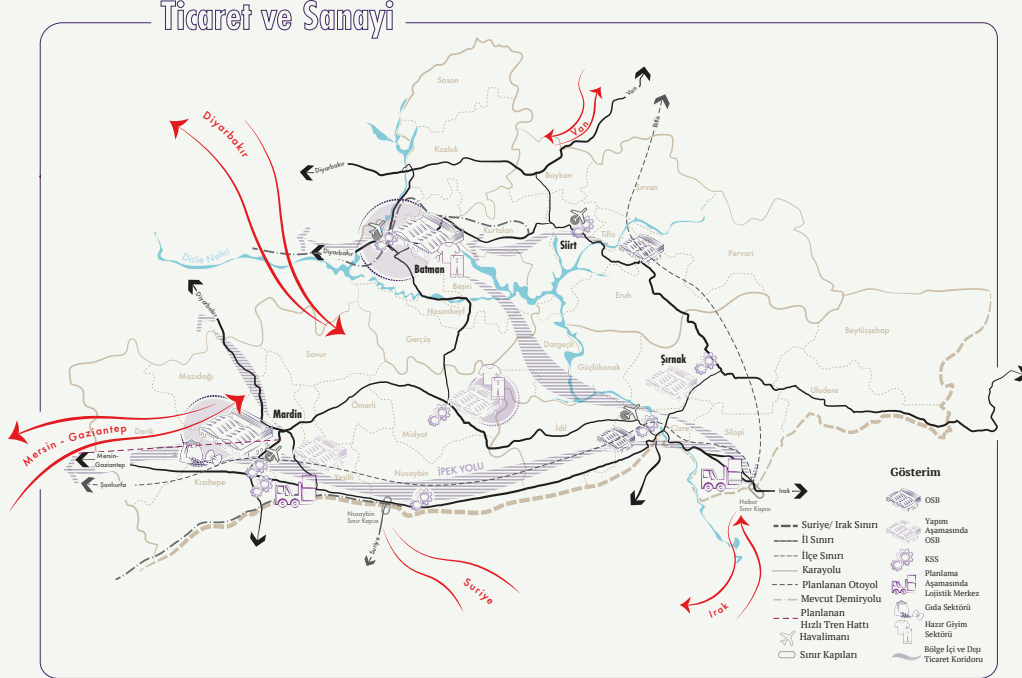 Ticaret ve Sanayi
Sason
Van
Van
Bitlis
Diyarbakır
Kozluk
Diyarbakır
Baykan
Şirvan
Kurtalan
Siirt
Tillo
Dicle Nehri
Diyarbakır
Batman
Pervari
Beşiri
Eruh
Diyarbakır
Hasankeyf
Beytüşşebap
Gerçüş
Dargeçit
Savur
Şırnak
Güçlükonak
Mazıdağı
Uludere
Ömerli
Mardin
Derik
Midyat
İdil
Cizre
Silopi
Mersin - Gaziantep
Mersin-
Gaziantep
İPEK YOLU
Nusaybin
Yeşilli
Kızıltepe
Şanlıurfa
Irak
Habur
Sınır Kapısı
Nusaybin
Sınır Kapısı
Suriye
Suriye
Irak
Gösterim
Suriye/ Irak Sınırı
İl Sınırı
İlçe Sınırı
Karayolu
Planlanan Otoyol
Mevcut Demiryolu
Planlanan
Hızlı Tren Hattı
Havalimanı
Sınır Kapıları
OSB
Yapım
Aşamasında
OSB
KSS
Planlama
Aşamasında
Lojistik Merkez
Gıda Sektörü
Hazır Giyim
Sektörü
Bölge İçi ve Dışı
Ticaret Koridoru